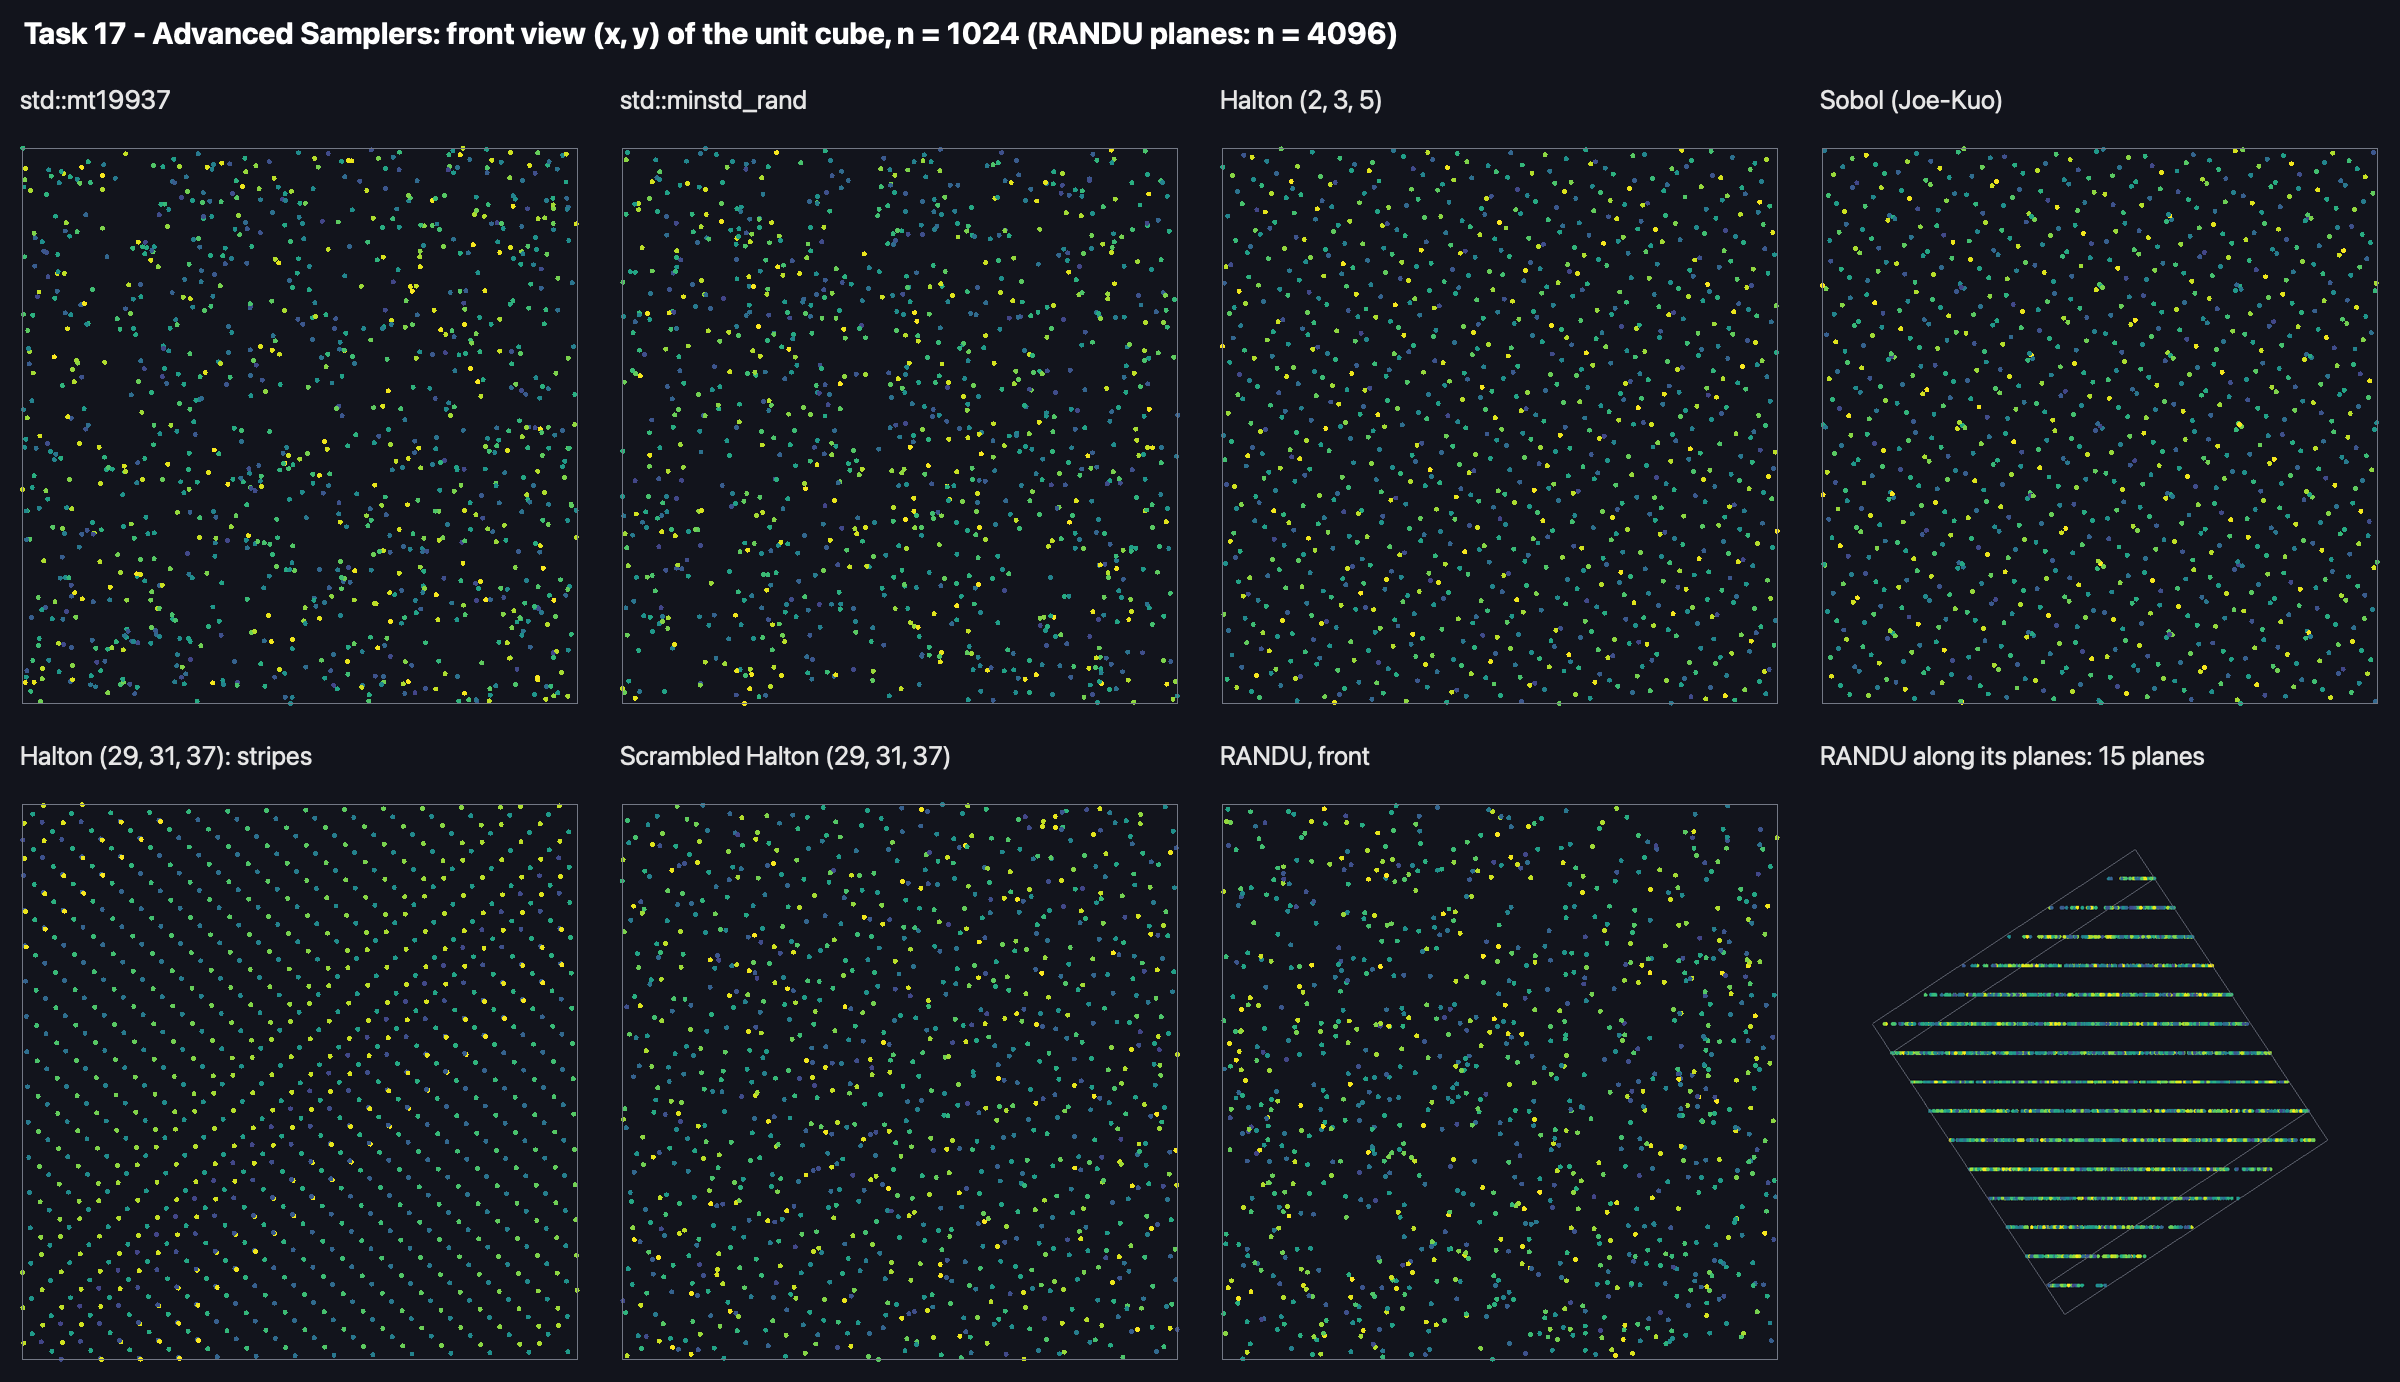 Task 17 - Advanced Samplers: front view (x, y) of the unit cube, n = 1024 (RANDU planes: n = 4096)
std::mt19937
std::minstd_rand
Halton (2, 3, 5)
Sobol (Joe-Kuo)
Halton (29, 31, 37): stripes
Scrambled Halton (29, 31, 37)
RANDU, front
RANDU along its planes: 15 planes